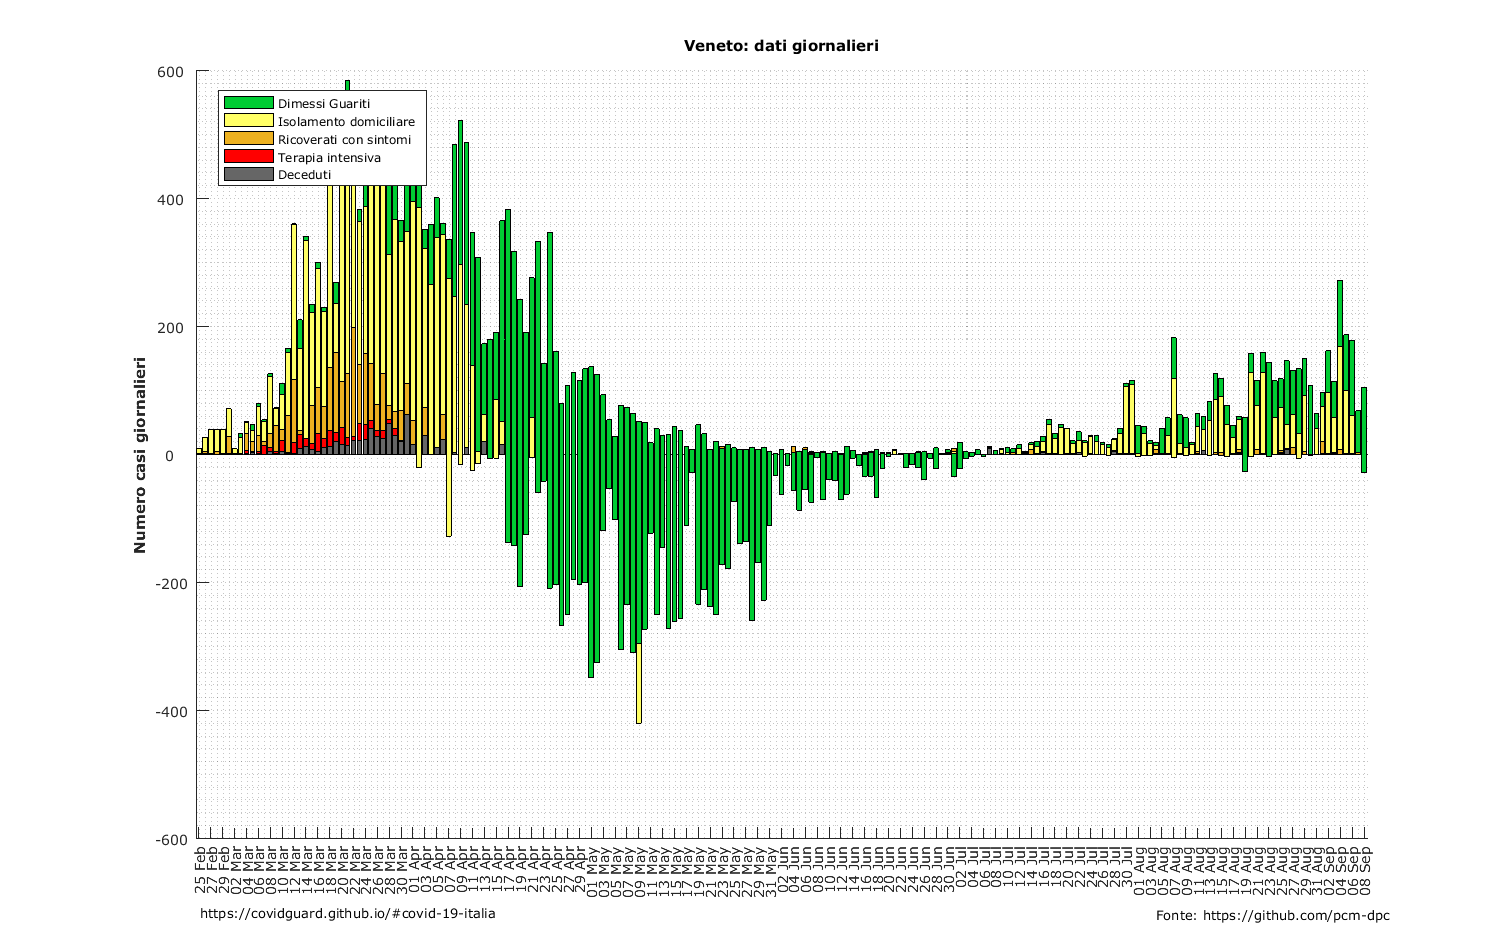 Veneto: dati giornalieri
Dimessi Guariti
Isolamento domiciliare
Ricoverati con sintomi
Terapia intensiva
Deceduti
Numero casi giornalieri
600
400
200
0
-200
-400
-600
25 Feb
27 Feb
29 Feb
02 Mar
04 Mar
06 Mar
08 Mar
10 Mar
12 Mar
14 Mar
16 Mar
18 Mar
20 Mar
22 Mar
24 Mar
26 Mar
28 Mar
30 Mar
01 Apr
03 Apr
05 Apr
07 Apr
09 Apr
11 Apr
13 Apr
15 Apr
17 Apr
19 Apr
21 Apr
23 Apr
25 Apr
27 Apr
29 Apr
01 May
03 May
05 May
07 May
09 May
11 May
13 May
15 May
17 May
19 May
21 May
23 May
25 May
27 May
29 May
31 May
02 Jun
04 Jun
06 Jun
08 Jun
10 Jun
12 Jun
14 Jun
16 Jun
18 Jun
20 Jun
22 Jun
24 Jun
26 Jun
28 Jun
30 Jun
02 Jul
04 Jul
06 Jul
08 Jul
10 Jul
12 Jul
14 Jul
16 Jul
18 Jul
20 Jul
22 Jul
24 Jul
26 Jul
28 Jul
30 Jul
01 Aug
03 Aug
05 Aug
07 Aug
09 Aug
11 Aug
13 Aug
15 Aug
17 Aug
19 Aug
21 Aug
23 Aug
25 Aug
27 Aug
29 Aug
31 Aug
02 Sep
04 Sep
06 Sep
08 Sep
https://covidguard.github.io/#covid-19-italia
Fonte: https://github.com/pcm-dpc